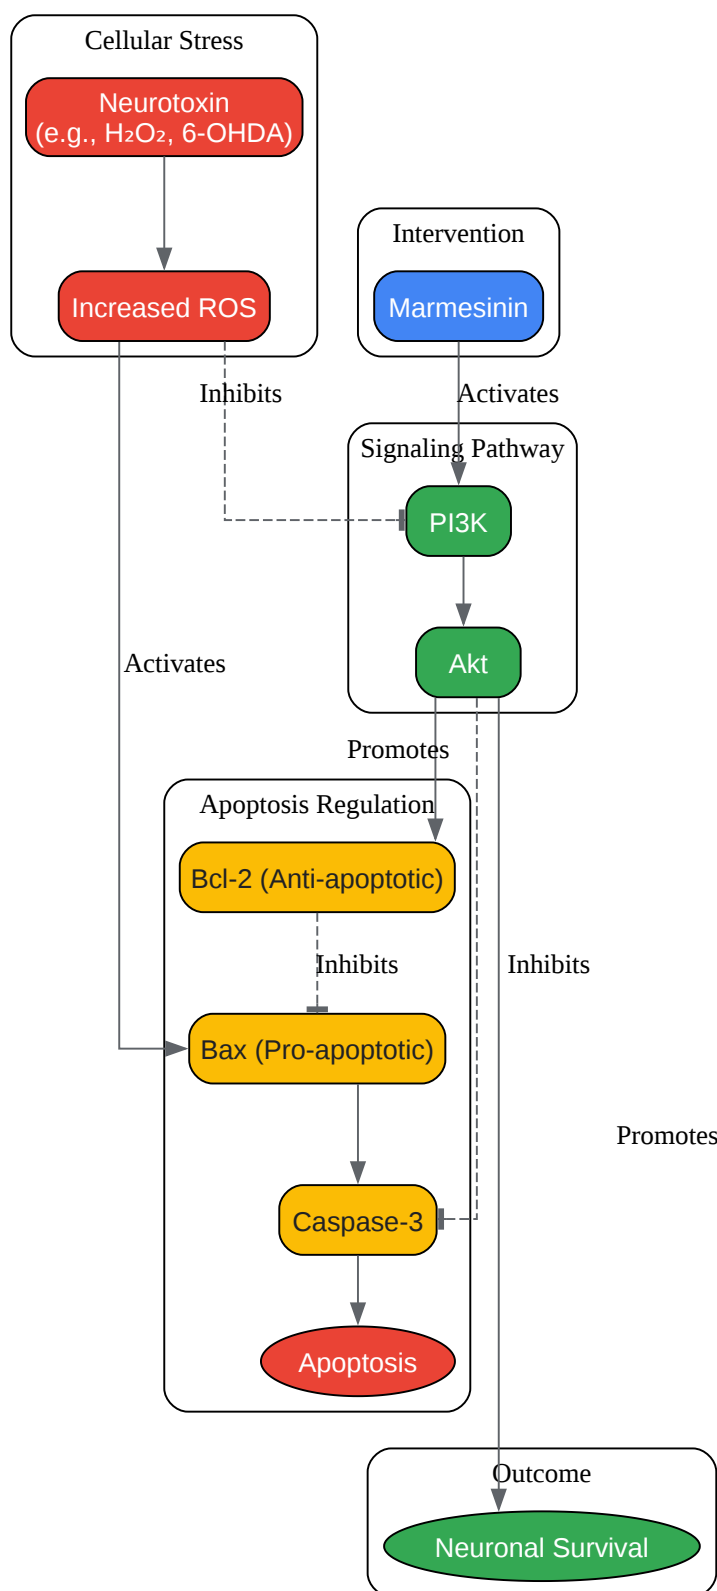 Cellular Stress
Neurotoxin
(e.g., H₂O₂, 6-OHDA)
Increased ROS
Intervention
Marmesinin
Inhibits
Activates
Signaling Pathway
PI3K
Akt
Activates
Promotes
Apoptosis Regulation
Bcl-2 (Anti-apoptotic)
Inhibits
Inhibits
Bax (Pro-apoptotic)
Promotes
Caspase-3
Apoptosis
Outcome
Neuronal Survival